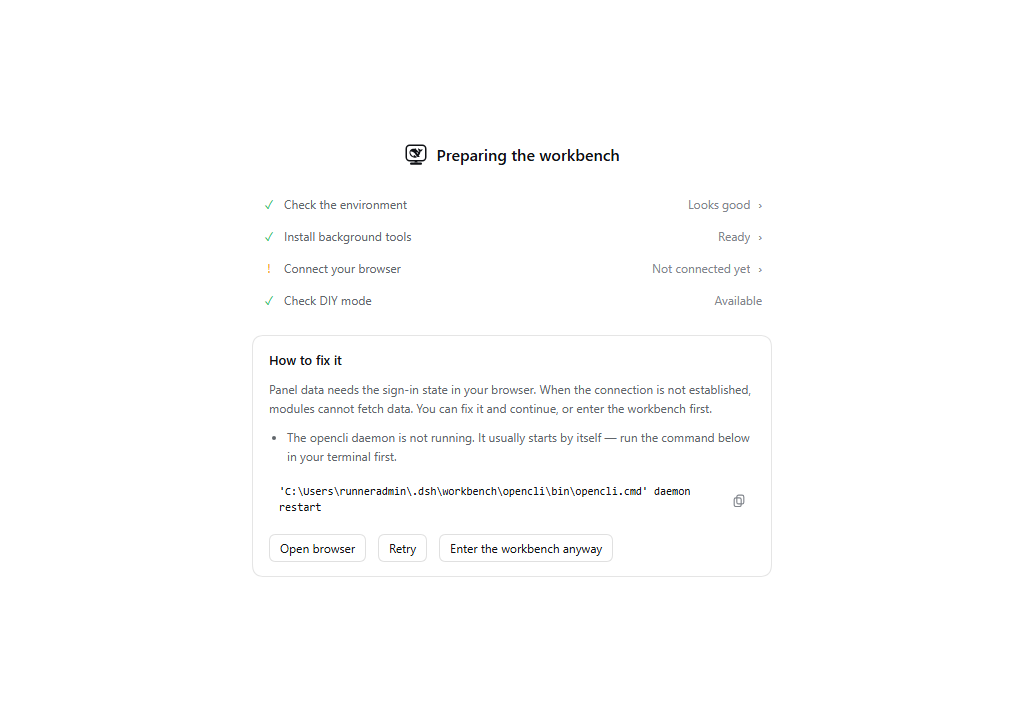 Preparing the workbench
✓ Check the environment Looks good ›
✓ Install background tools Ready ›
! Connect your browser Not connected yet ›
✓ Check DIY mode Available
How to fix it
Panel data needs the sign-in state in your browser. When the connection is not established,
modules cannot fetch data. You can fix it and continue, or enter the workbench first.
• The opencli daemon is not running. It usually starts by itself — run the command below
in your terminal first.
'C:\Users\runneradmin\.dsh\workbench\opencli\bin\opencli.cmd' daemon
restart
Open browser Retry Enter the workbench anyway